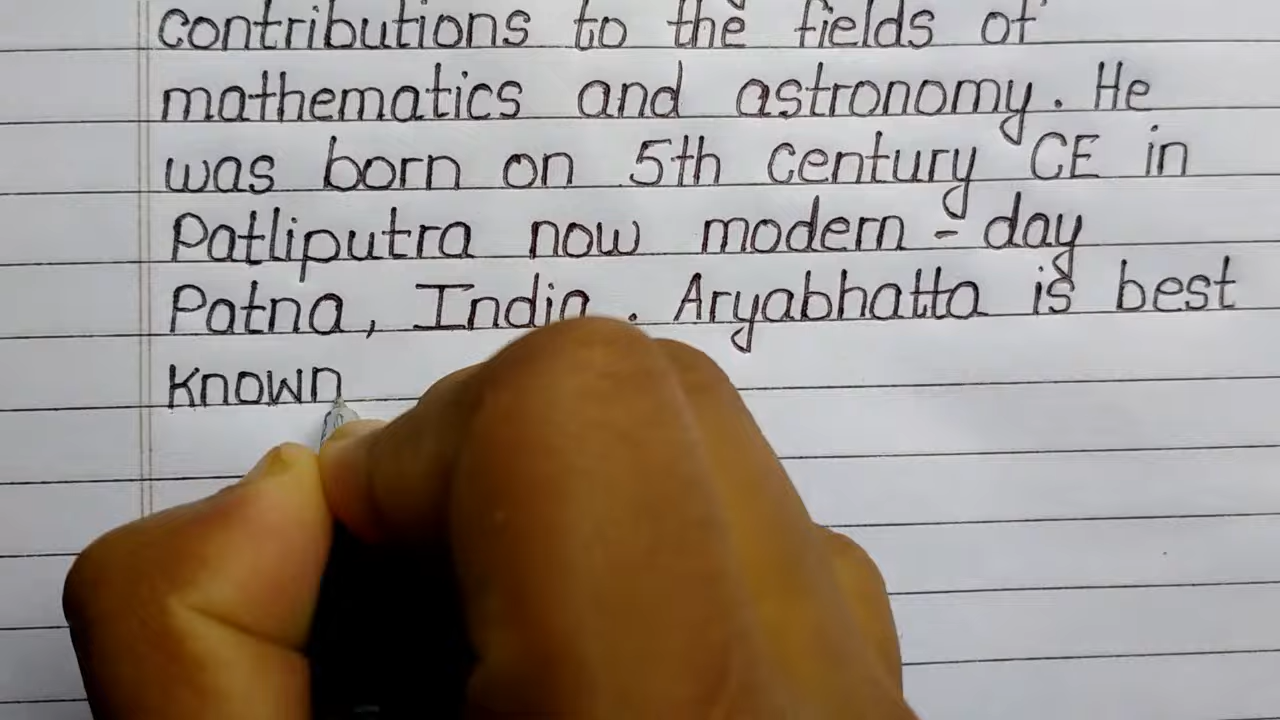 contributions to the fields of
mathematics and astronomy. He
was born on 5th century CE in
Patliputra now modern - day
Patna, India. Aryabhatta is best
known